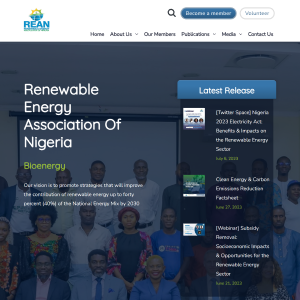 REAN
Become a member
Volunteer
Home
About Us
Our Members
Publications
Media
Contact Us
Renewable
Energy
Association Of
Nigeria
Bioenergy
Our vision is to promote strategies that will improve
the contribution of renewable energy up to forty
percent (40%) of the National Energy Mix by 2030
Latest Release
[Twitter Space] Nigeria
2023 Electricity Act:
Benefits & Impacts on
the Renewable Energy
Sector
July 8, 2023
Clean Energy & Carbon
Emissions Reduction
Factsheet
June 27, 2023
[Webinar] Subsidy
Removal:
Socioeconomic Impacts
& Opportunities for the
Renewable Energy
Sector
June 21, 2023